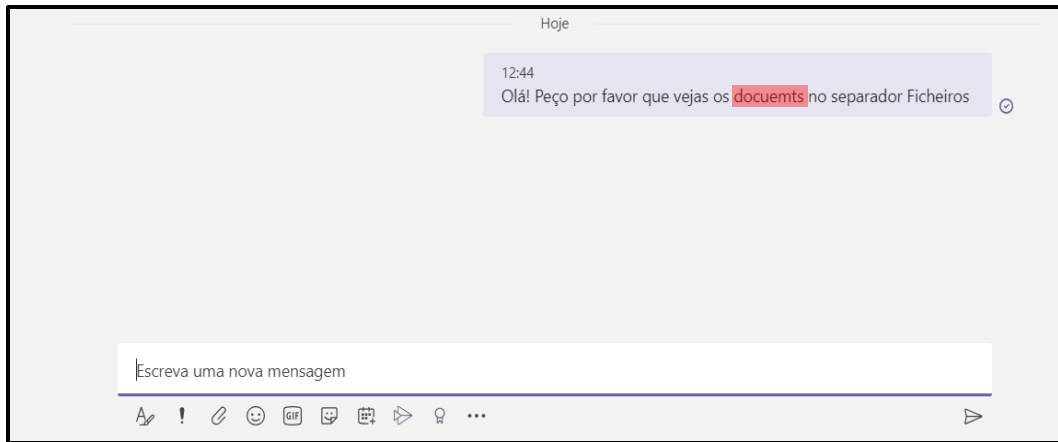 Hoje
12:44
Olá! Peço por favor que vejas os docuemts no separador Ficheiros
Escreva uma nova mensagem
GIF